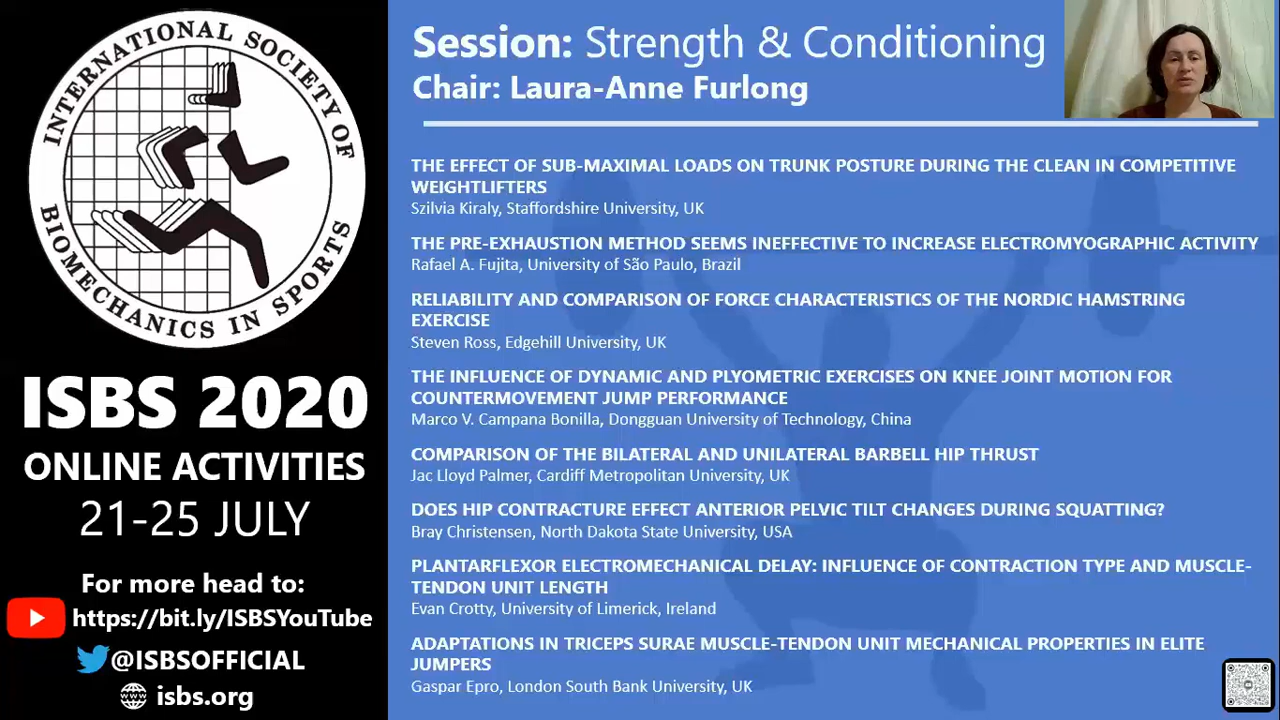 INTERNATIONAL SOCIETY OF
BIOMECHANICS IN SPORTS
ISBS 2020
ONLINE ACTIVITIES
21-25 JULY
For more head to:
https://bit.ly/ISBSYouTube
@ISBSOFFICIAL
isbs.org
Session: Strength & Conditioning
Chair: Laura-Anne Furlong
THE EFFECT OF SUB-MAXIMAL LOADS ON TRUNK POSTURE DURING THE CLEAN IN COMPETITIVE
WEIGHTLIFTERS
Szilvia Kiraly, Staffordshire University, UK
THE PRE-EXHAUSTION METHOD SEEMS INEFFECTIVE TO INCREASE ELECTROMYOGRAPHIC ACTIVITY
Rafael A. Fujita, University of São Paulo, Brazil
RELIABILITY AND COMPARISON OF FORCE CHARACTERISTICS OF THE NORDIC HAMSTRING
EXERCISE
Steven Ross, Edgehill University, UK
THE INFLUENCE OF DYNAMIC AND PLYOMETRIC EXERCISES ON KNEE JOINT MOTION FOR
COUNTERMOVEMENT JUMP PERFORMANCE
Marco V. Campana Bonilla, Dongguan University of Technology, China
COMPARISON OF THE BILATERAL AND UNILATERAL BARBELL HIP THRUST
Jac Lloyd Palmer, Cardiff Metropolitan University, UK
DOES HIP CONTRACTURE EFFECT ANTERIOR PELVIC TILT CHANGES DURING SQUATTING?
Bray Christensen, North Dakota State University, USA
PLANTARFLEXOR ELECTROMECHANICAL DELAY: INFLUENCE OF CONTRACTION TYPE AND MUSCLE-
TENDON UNIT LENGTH
Evan Crotty, University of Limerick, Ireland
ADAPTATIONS IN TRICEPS SURAE MUSCLE-TENDON UNIT MECHANICAL PROPERTIES IN ELITE
JUMPERS
Gaspar Epro, London South Bank University, UK